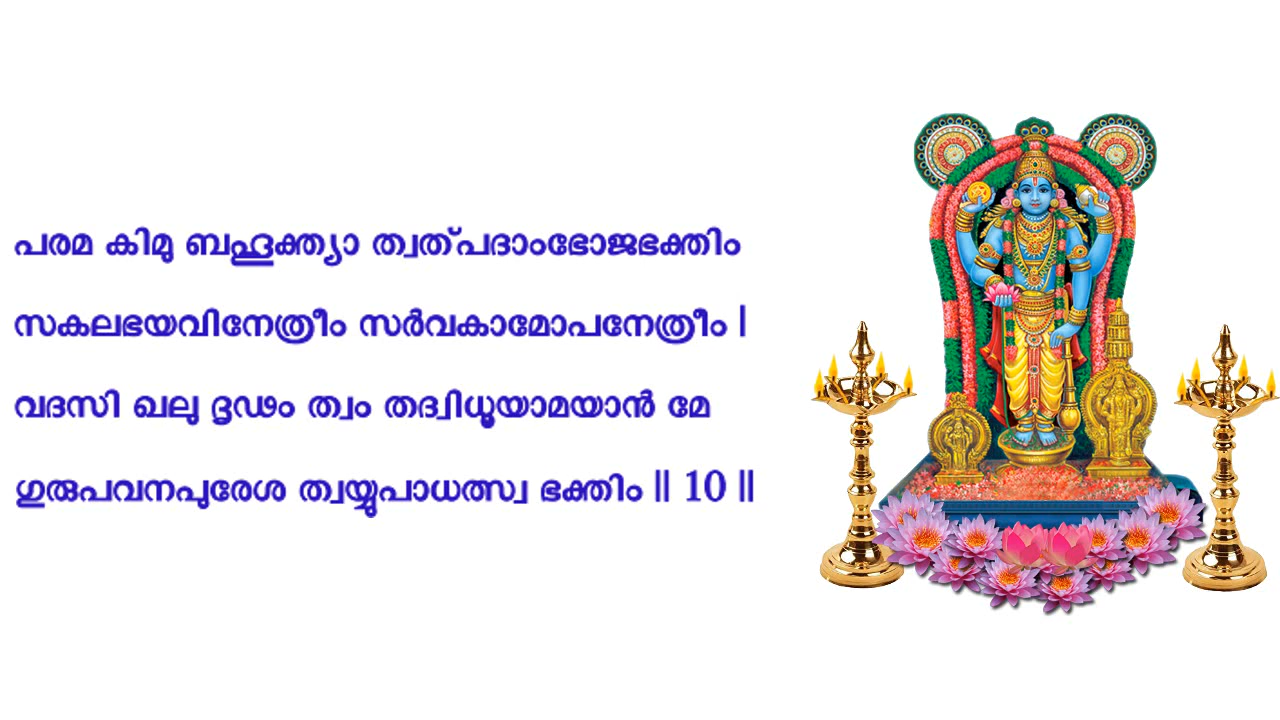 പരമ കിമു ബഹൂക്ത്യാ ത്വത്പദാംഭോജഭക്തിം
സകലഭയവിനേത്രീം സർവകാമോപനേത്രീം |
വദസി ഖലു ദൃഢം ത്വം തദ്വിധൂയാമയാൻ മേ
ഗുരുപവനപുരേശ ത്വയ്യുപാധത്സ്വ ഭക്തിം || 10 ||